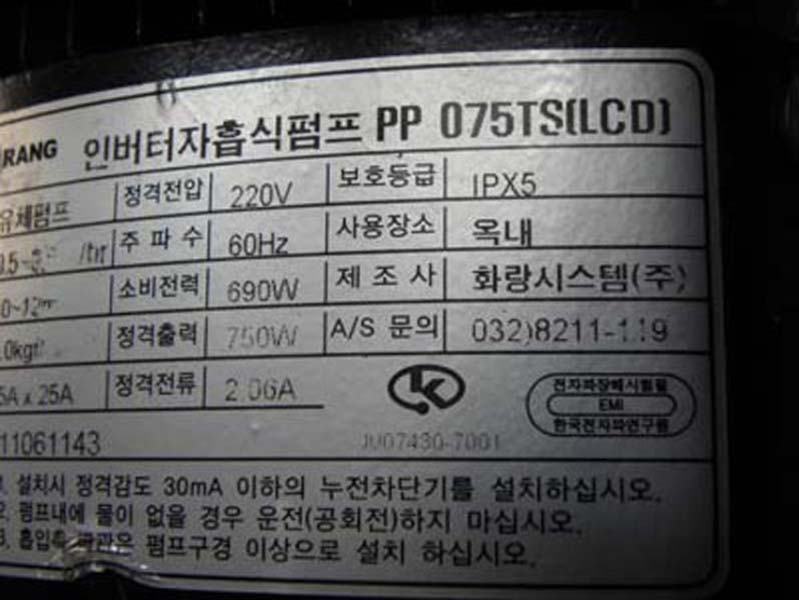 RANG 인버터자흡식펌프 PP 075TS(LCD)
유체펌프 정격전압 220V 보호등급 IPX5
/hr 주파수 60Hz 사용장소 옥내
소비전력 690W 제조사 화랑시스템(주)
정격출력 750W A/S 문의 032)8211-119
5A x 25A 정격전류 2.06A
전자파장해시험필
EMI
한국전자파연구원
11061143 JU07430-7001
1. 설치시 정격감도 30mA 이하의 누전차단기를 설치하십시오.
2. 펌프내에 물이 없을 경우 운전(공회전)하지 마십시오.
3. 흡입측 배관은 펌프구경 이상으로 설치 하십시오.